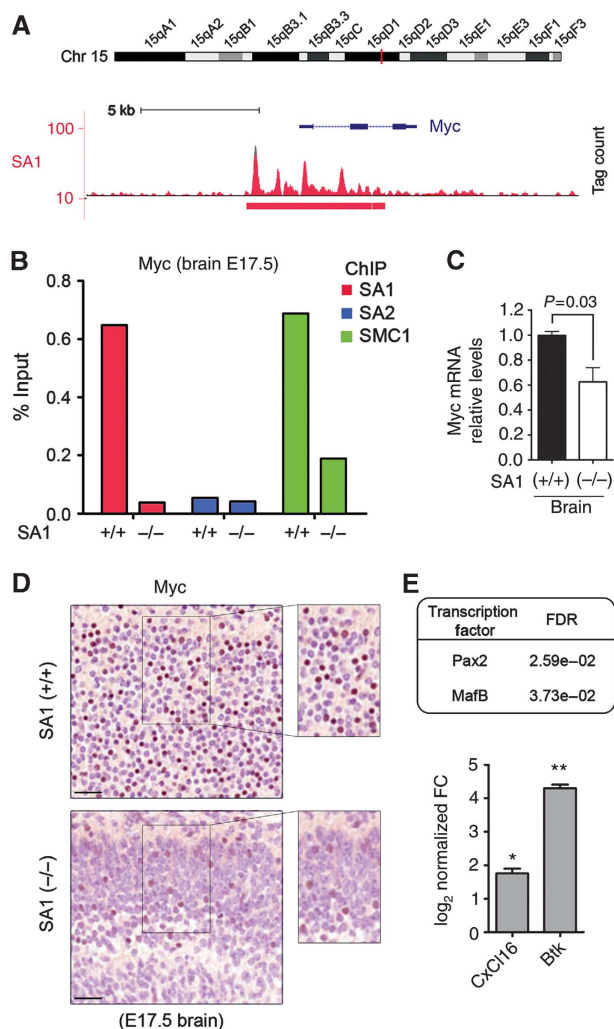 A
15qA1 15qA2 15qB1 15qB3.1 15qB3.3 15qC 15qD1 15qD2 15qD3 15qE1 15qE3 15qF1 15qF3
Chr 15
5 kb
100
Myc
SA1
10
Tag count
B
Myc (brain E17.5)
ChIP
SA1
SA2
SMC1
% Input
0.8
0.6
0.4
0.2
0.0
SA1 +/+ –/– +/+ –/– +/+ –/–
C
P=0.03
Myc mRNA
relative levels
1.2
1.0
0.8
0.6
0.4
0.2
0.0
SA1 (+/+) (–/–)
Brain
D
Myc
SA1 (+/+)
SA1 (–/–)
(E17.5 brain)
E
Transcription factor FDR
Pax2 2.59e–02
MafB 3.73e–02
log2 normalized FC
5
4
3
2
1
0
*
**
CxCl16 Btk